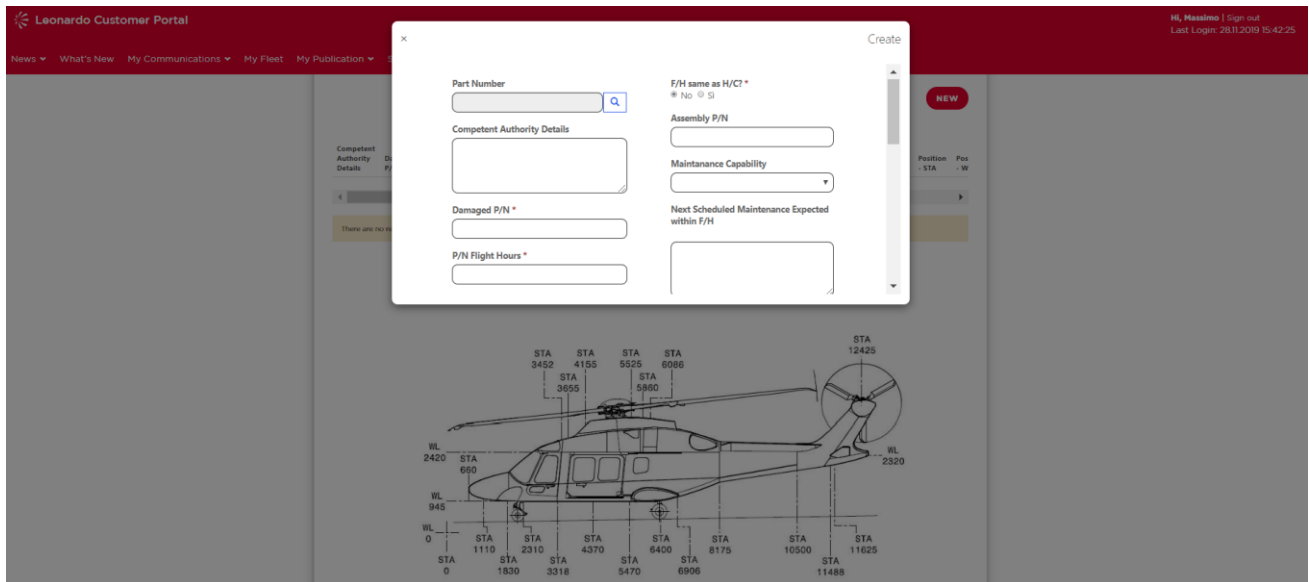 Leonardo Customer Portal
Hi, Massimo | Sign out
Last Login: 28.11.2019 15:42:25
News What's New My Communications My Fleet My Publication
× Create
Part Number
Competent Authority Details
Damaged P/N *
P/N Flight Hours *
F/H same as H/C? *
No Sì
Assembly P/N
Maintanance Capability
Next Scheduled Maintenance Expected
within F/H
NEW
Competent
Authority
Details
Position
- STA
Pos
- W
There are no
STA
3452
STA
4155
STA
5525
STA
6086
STA
3655
STA
5860
STA
12425
WL
2420
STA
660
WL
2320
WL
945
WL
0
STA
1110
STA
2310
STA
4370
STA
6400
STA
8175
STA
10500
STA
11625
STA
0
STA
1830
STA
3316
STA
5470
STA
6906
STA
11488